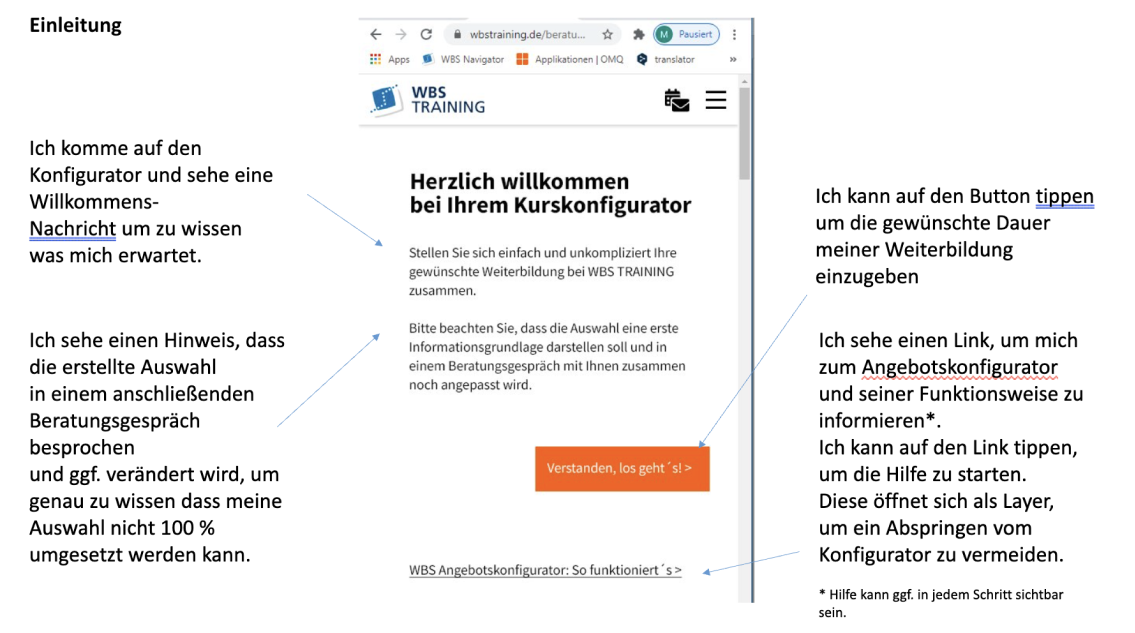 Einleitung
Ich komme auf den
Konfigurator und sehe eine
Willkommens-
Nachricht um zu wissen
was mich erwartet.
Ich sehe einen Hinweis, dass
die erstellte Auswahl
in einem anschließenden
Beratungsgespräch
besprochen
und ggf. verändert wird, um
genau zu wissen dass meine
Auswahl nicht 100 %
umgesetzt werden kann.
wbstraining.de/beratu...
M Pausiert
Apps WBS Navigator Applikationen | OMQ translator »
WBS
TRAINING
Herzlich willkommen
bei Ihrem Kurskonfigurator
Stellen Sie sich einfach und unkompliziert Ihre
gewünschte Weiterbildung bei WBS TRAINING
zusammen.
Bitte beachten Sie, dass die Auswahl eine erste
Informationsgrundlage darstellen soll und in
einem Beratungsgespräch mit Ihnen zusammen
noch angepasst wird.
Verstanden, los geht´s! >
WBS Angebotskonfigurator: So funktioniert´s >
Ich kann auf den Button tippen
um die gewünschte Dauer
meiner Weiterbildung
einzugeben
Ich sehe einen Link, um mich
zum Angebotskonfigurator
und seiner Funktionsweise zu
informieren*.
Ich kann auf den Link tippen,
um die Hilfe zu starten.
Diese öffnet sich als Layer,
um ein Abspringen vom
Konfigurator zu vermeiden.
* Hilfe kann ggf. in jedem Schritt sichtbar
sein.